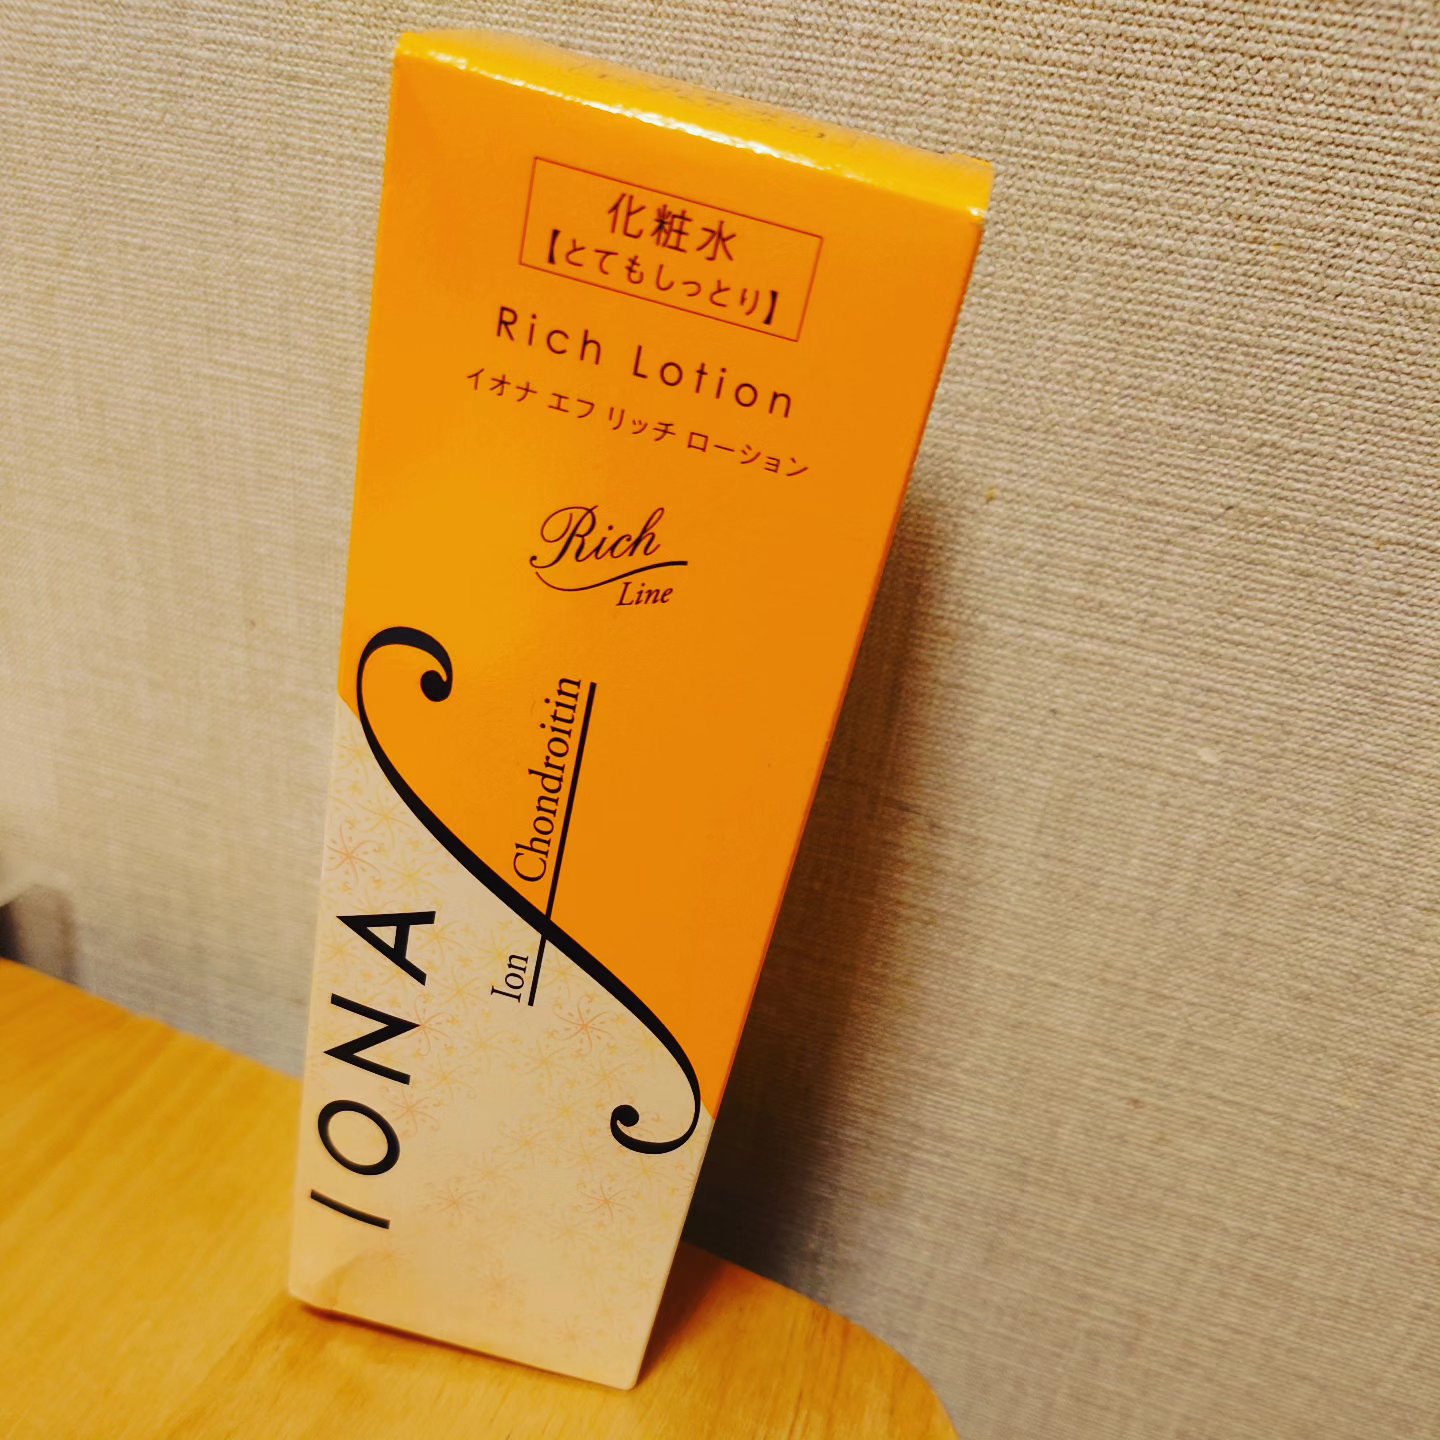 化粧水
【とてもしっとり】
Rich Lotion
イオナ エフ リッチ ローション
Rich
Line
Ion Chondroitin
IONA